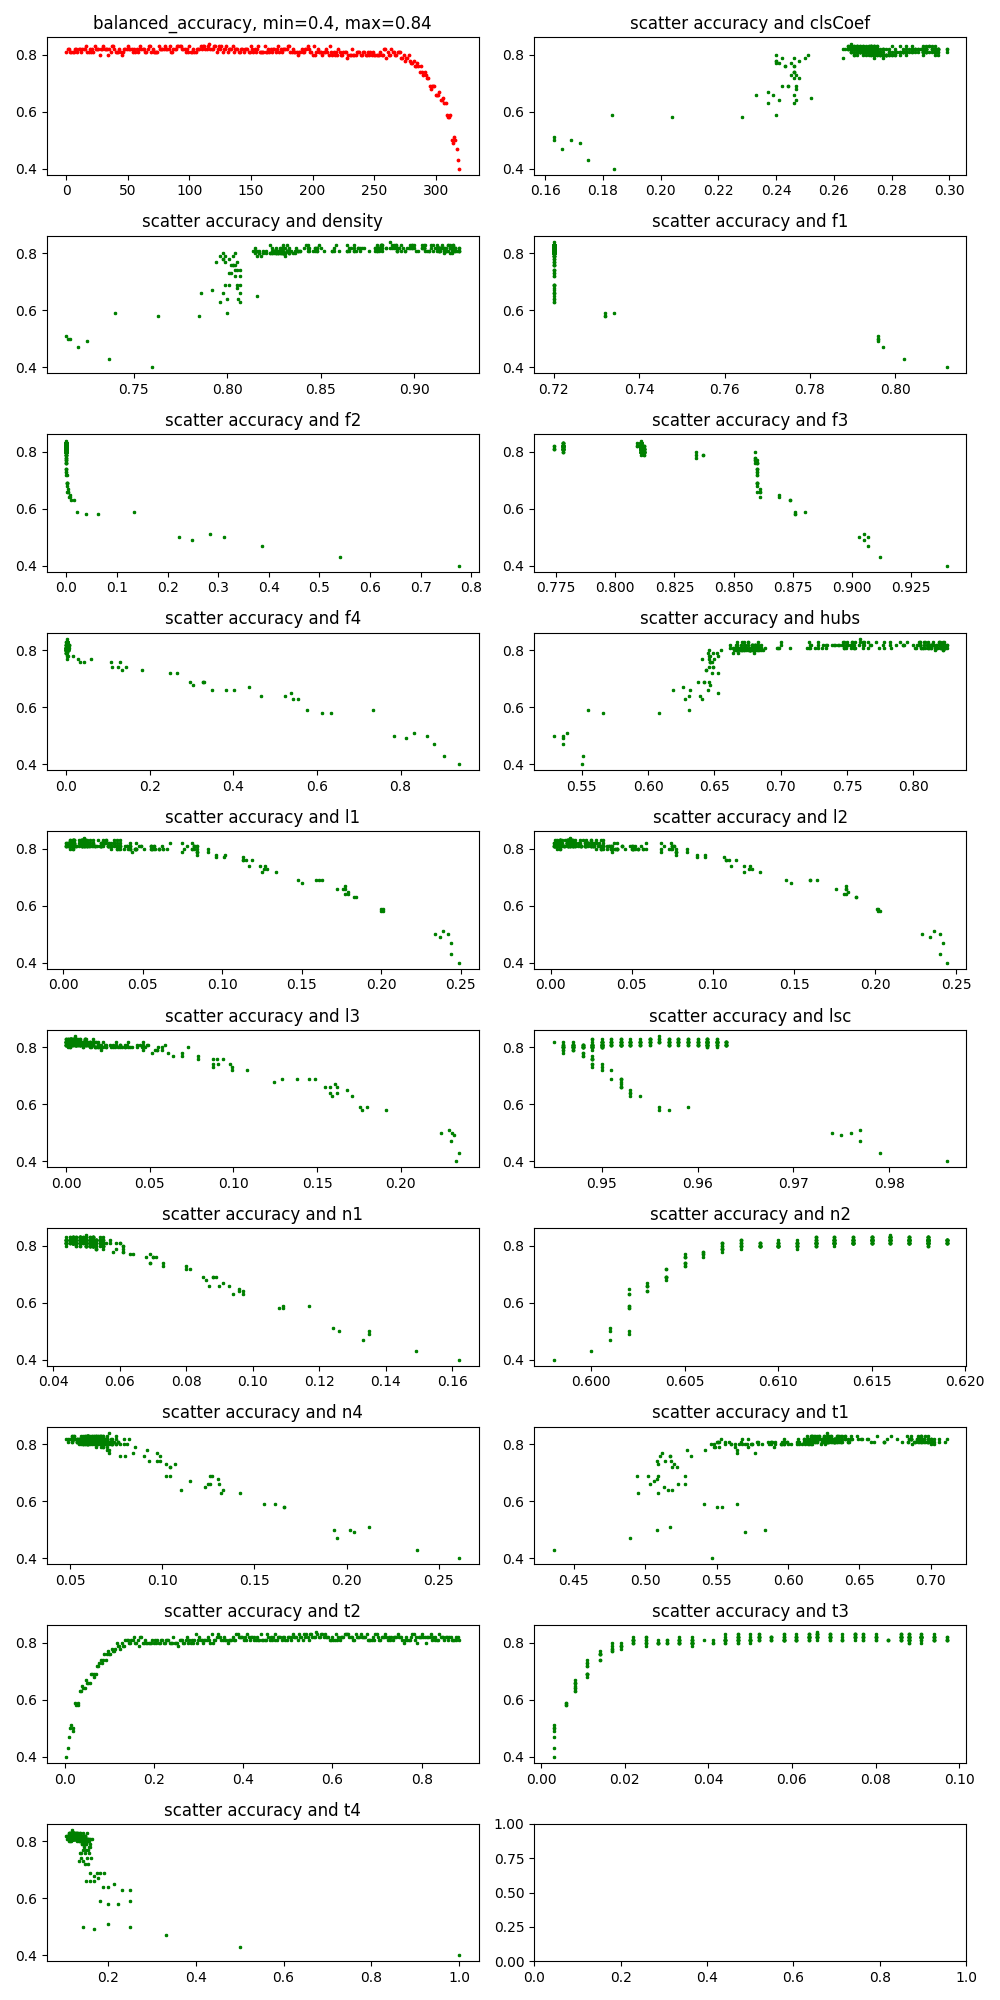 balanced_accuracy, min=0.4, max=0.84
0.8
0.6
0.4
0 50 100 150 200 250 300
scatter accuracy and clsCoef
0.8
0.6
0.4
0.16 0.18 0.20 0.22 0.24 0.26 0.28 0.30
scatter accuracy and density
0.8
0.6
0.4
0.75 0.80 0.85 0.90
scatter accuracy and f1
0.8
0.6
0.4
0.72 0.74 0.76 0.78 0.80
scatter accuracy and f2
0.8
0.6
0.4
0.0 0.1 0.2 0.3 0.4 0.5 0.6 0.7 0.8
scatter accuracy and f3
0.8
0.6
0.4
0.775 0.800 0.825 0.850 0.875 0.900 0.925
scatter accuracy and f4
0.8
0.6
0.4
0.0 0.2 0.4 0.6 0.8
scatter accuracy and hubs
0.8
0.6
0.4
0.55 0.60 0.65 0.70 0.75 0.80
scatter accuracy and l1
0.8
0.6
0.4
0.00 0.05 0.10 0.15 0.20 0.25
scatter accuracy and l2
0.8
0.6
0.4
0.00 0.05 0.10 0.15 0.20 0.25
scatter accuracy and l3
0.8
0.6
0.4
0.00 0.05 0.10 0.15 0.20
scatter accuracy and lsc
0.8
0.6
0.4
0.95 0.96 0.97 0.98
scatter accuracy and n1
0.8
0.6
0.4
0.04 0.06 0.08 0.10 0.12 0.14 0.16
scatter accuracy and n2
0.8
0.6
0.4
0.600 0.605 0.610 0.615 0.620
scatter accuracy and n4
0.8
0.6
0.4
0.05 0.10 0.15 0.20 0.25
scatter accuracy and t1
0.8
0.6
0.4
0.45 0.50 0.55 0.60 0.65 0.70
scatter accuracy and t2
0.8
0.6
0.4
0.0 0.2 0.4 0.6 0.8
scatter accuracy and t3
0.8
0.6
0.4
0.00 0.02 0.04 0.06 0.08 0.10
scatter accuracy and t4
0.8
0.6
0.4
0.2 0.4 0.6 0.8 1.0
1.00
0.75
0.50
0.25
0.00
0.0 0.2 0.4 0.6 0.8 1.0